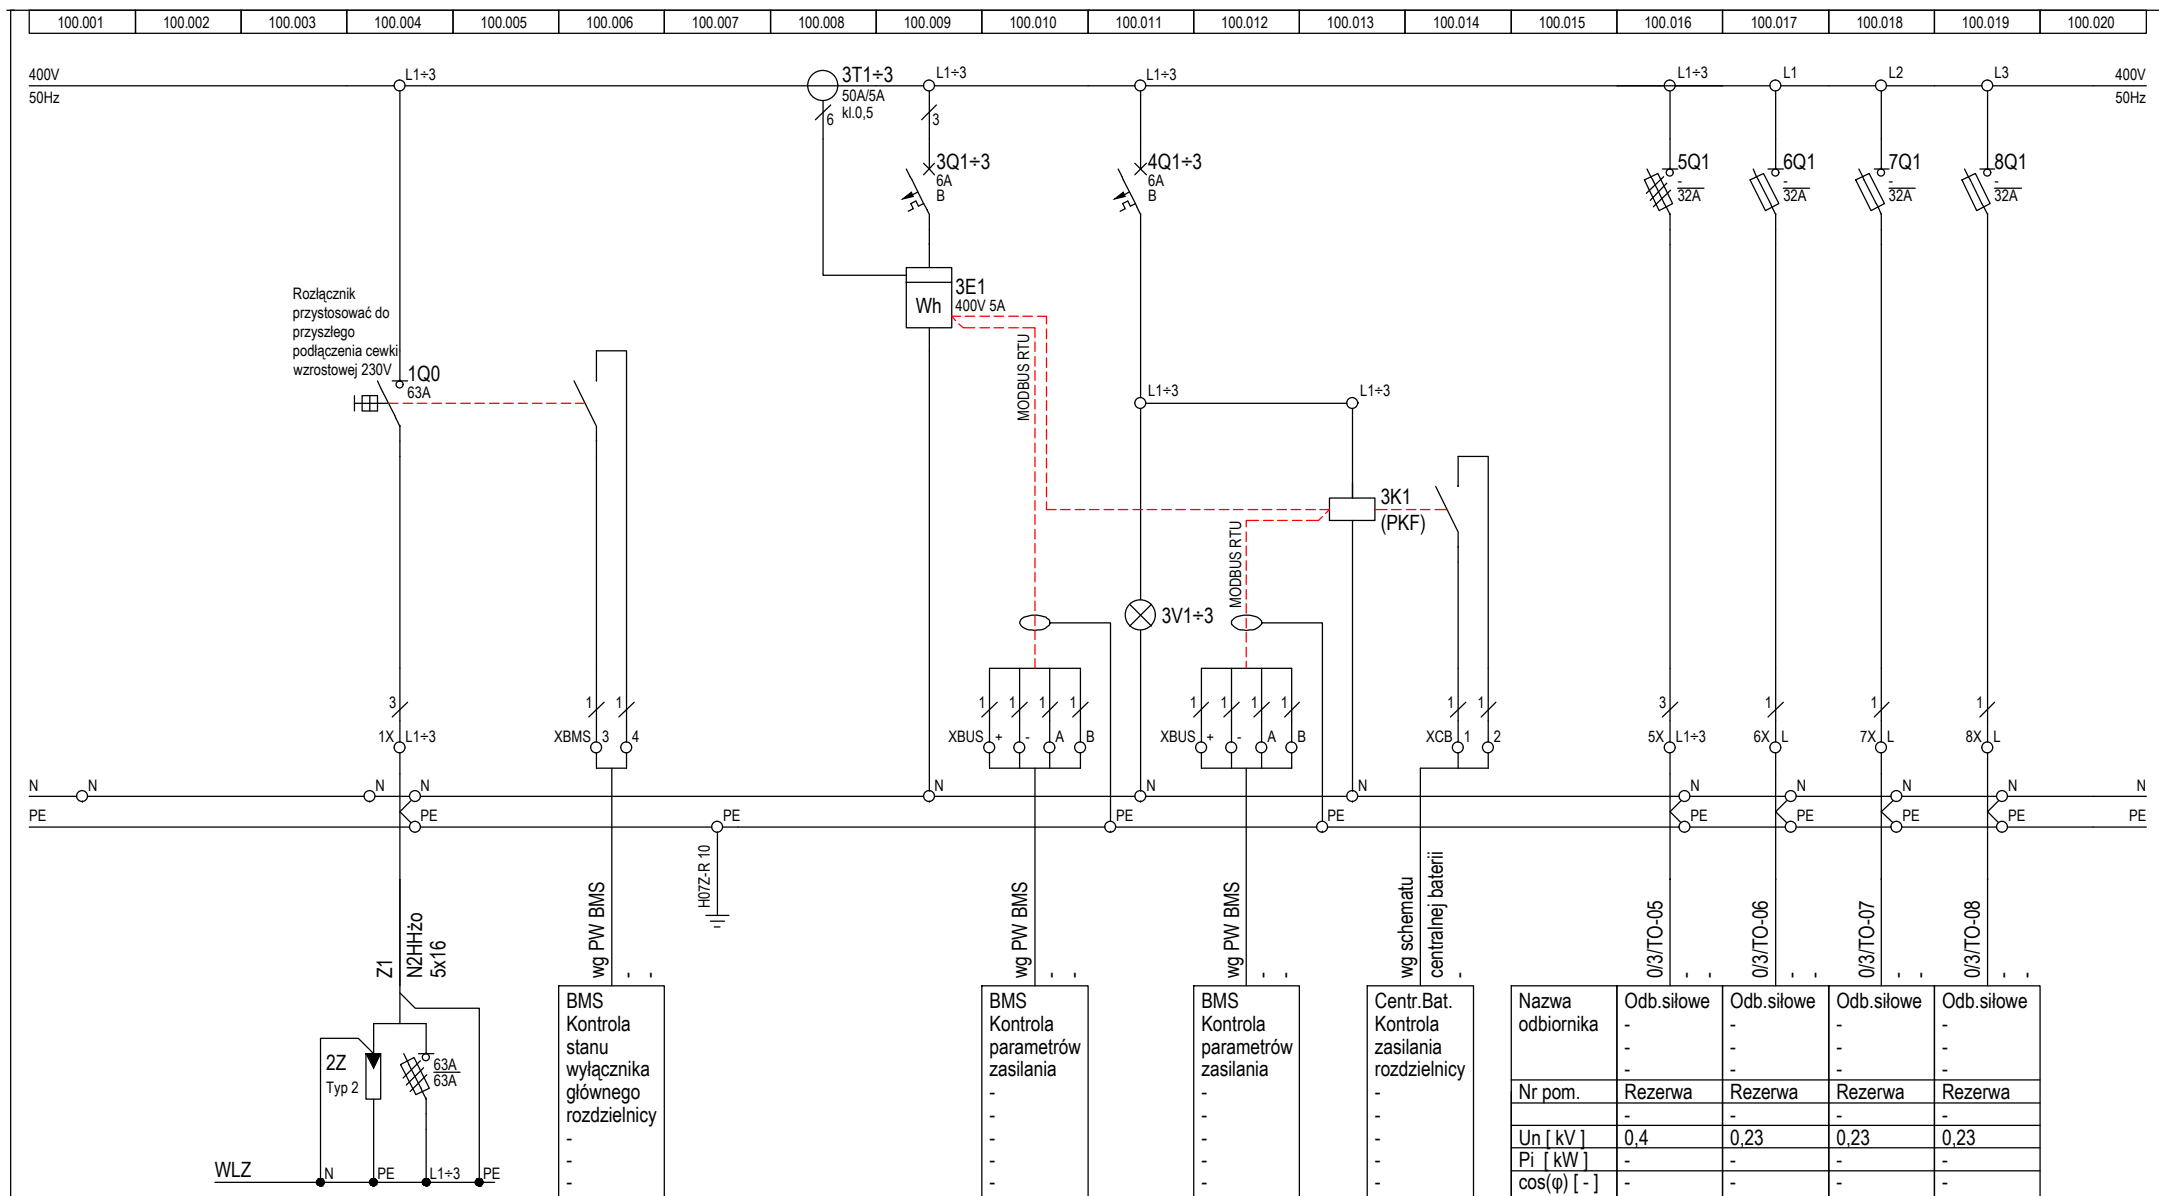 100.001 100.002 100.003 100.004 100.005 100.006 100.007 100.008 100.009 100.010 100.011 100.012 100.013 100.014 100.015 100.016 100.017 100.018 100.019 100.020
400V
50Hz
L1÷3
3T1÷3
50A/5A
kl.0,5
6
L1÷3
3
L1÷3
L1÷3
L1
L2
L3
400V
50Hz
3Q1÷3
6A
B
4Q1÷3
6A
B
5Q1
-
32A
6Q1
-
32A
7Q1
-
32A
8Q1
-
32A
Rozłącznik
przystosować do
przyszłego
podłączenia cewki
wzrostowej 230V
1Q0
63A
Wh
3E1
400V 5A
MODBUS RTU
L1÷3
L1÷3
3K1
(PKF)
MODBUS RTU
3V1÷3
3
1X L1÷3
1 1
XBMS 3 4
1 1 1 1
XBUS + - A B
1 1 1 1
XBUS + - A B
1 1
XCB 1 2
3
5X L1÷3
1
6X L
1
7X L
1
8X L
N N N N N N N N N N N N
PE PE PE PE PE PE PE PE PE PE
Z1
N2HHżo
5x16
wg PW BMS
- -
H07Z-R 10
wg PW BMS
- -
wg PW BMS
- -
wg schematu
centralnej baterii
-
0/3/TO-05
- -
0/3/TO-06
- -
0/3/TO-07
- -
0/3/TO-08
- -
2Z
Typ 2
63A
63A
WLZ
N PE L1÷3 PE
BMS
Kontrola
stanu
wyłącznika
głównego
rozdzielnicy
-
-
-
BMS
Kontrola
parametrów
zasilania
-
-
-
-
-
BMS
Kontrola
parametrów
zasilania
-
-
-
-
-
Centr.Bat.
Kontrola
zasilania
rozdzielnicy
-
-
-
-
-
Nazwa Odb.siłowe Odb.siłowe Odb.siłowe Odb.siłowe
odbiornika - - - -
- - - -
- - - -
Nr pom. Rezerwa Rezerwa Rezerwa Rezerwa
- - - -
Un [ kV ] 0,4 0,23 0,23 0,23
Pi [ kW ] - - - -
cos(φ) [ - ] - - - -